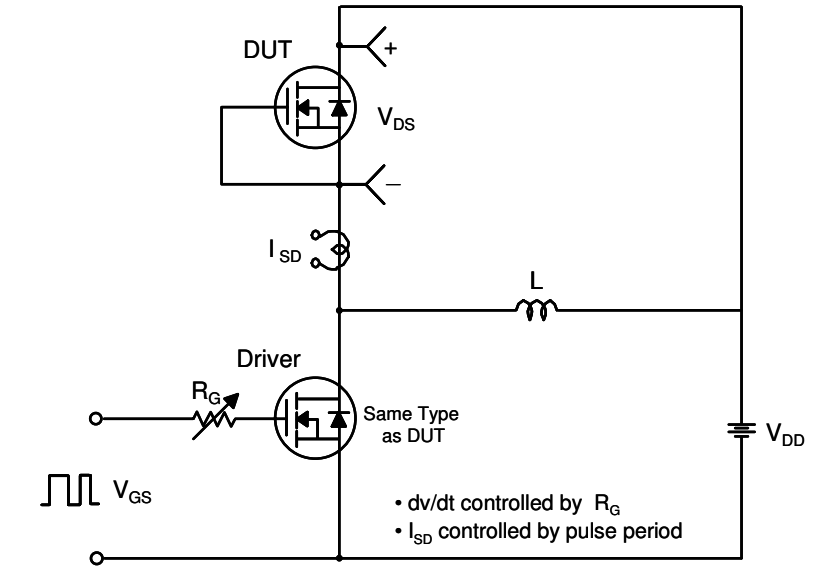 DUT
+
V_DS
–
I_SD
L
Driver
R_G
Same Type
as DUT
V_DD
V_GS
• dv/dt controlled by R_G
• I_SD controlled by pulse period